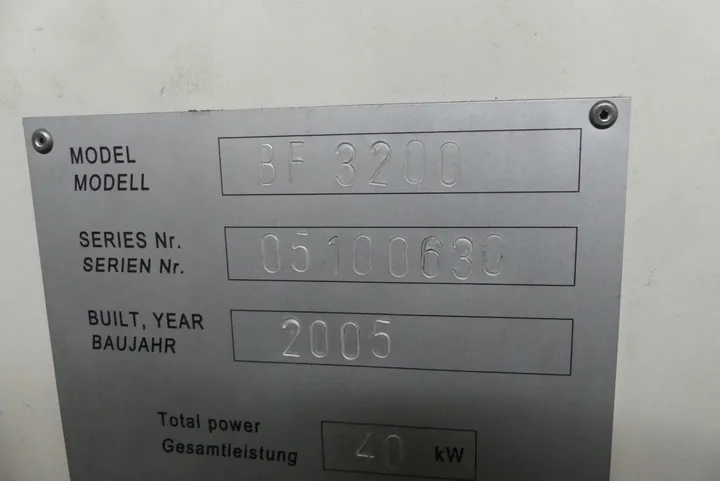 MODEL
MODELL
BF 3200
SERIES Nr.
SERIEN Nr.
05100630
BUILT, YEAR
BAUJAHR
2005
Total power
Gesamtleistung
40 kW